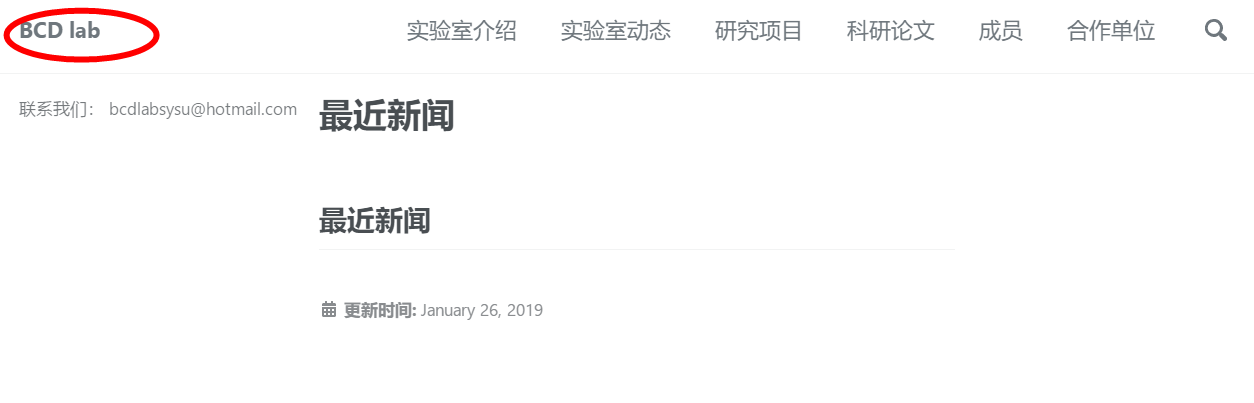 BCD lab 实验室介绍 实验室动态 研究项目 科研论文 成员 合作单位
联系我们： bcdlabsysu@hotmail.com
最近新闻
最近新闻
更新时间: January 26, 2019